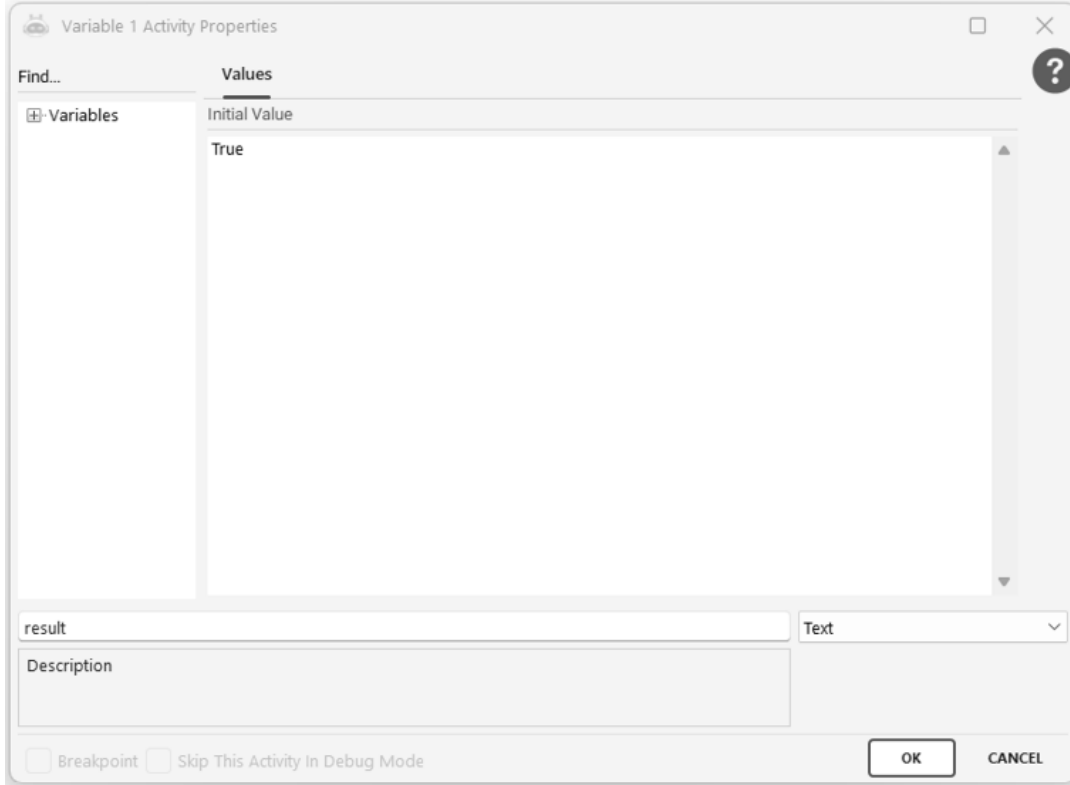 Variable 1 Activity Properties
Find...
Values
?
Variables
Initial Value
True
result
Text
Description
Breakpoint
Skip This Activity In Debug Mode
OK
CANCEL